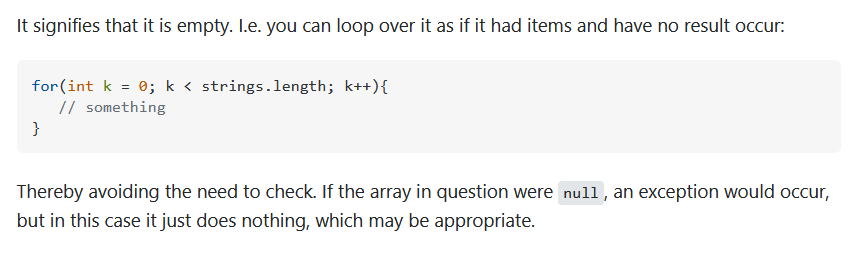 It signifies that it is empty. I.e. you can loop over it as if it had items and have no result occur:
for(int k = 0; k < strings.length; k++){
   // something
}
Thereby avoiding the need to check. If the array in question were null, an exception would occur,
but in this case it just does nothing, which may be appropriate.